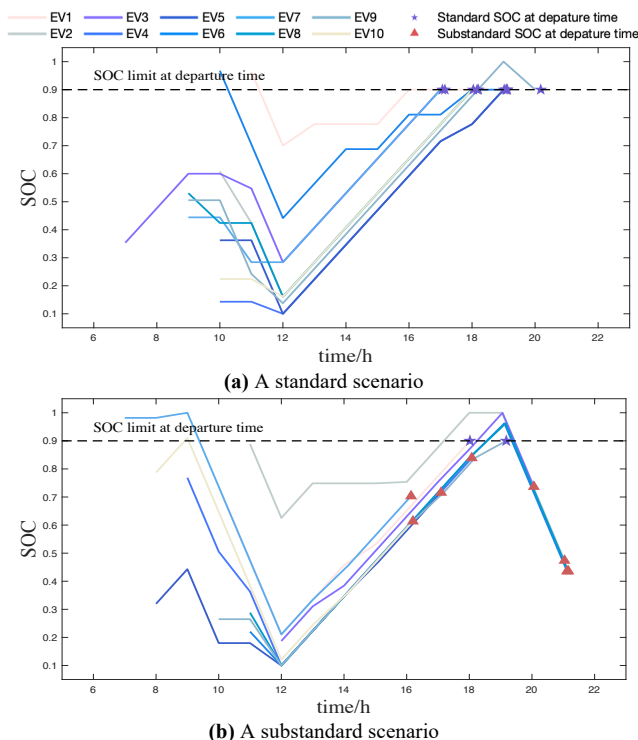 EV1 EV3 EV5 EV7 EV9 Standard SOC at depature time
EV2 EV4 EV6 EV8 EV10 Substandard SOC at depature time
1
SOC limit at departure time
0.9
0.8
0.7
0.6
0.5
0.4
0.3
0.2
0.1
SOC
6 8 10 12 14 16 18 20 22
time/h
(a) A standard scenario
1
SOC limit at departure time
0.9
0.8
0.7
0.6
0.5
0.4
0.3
0.2
0.1
SOC
6 8 10 12 14 16 18 20 22
time/h
(b) A substandard scenario